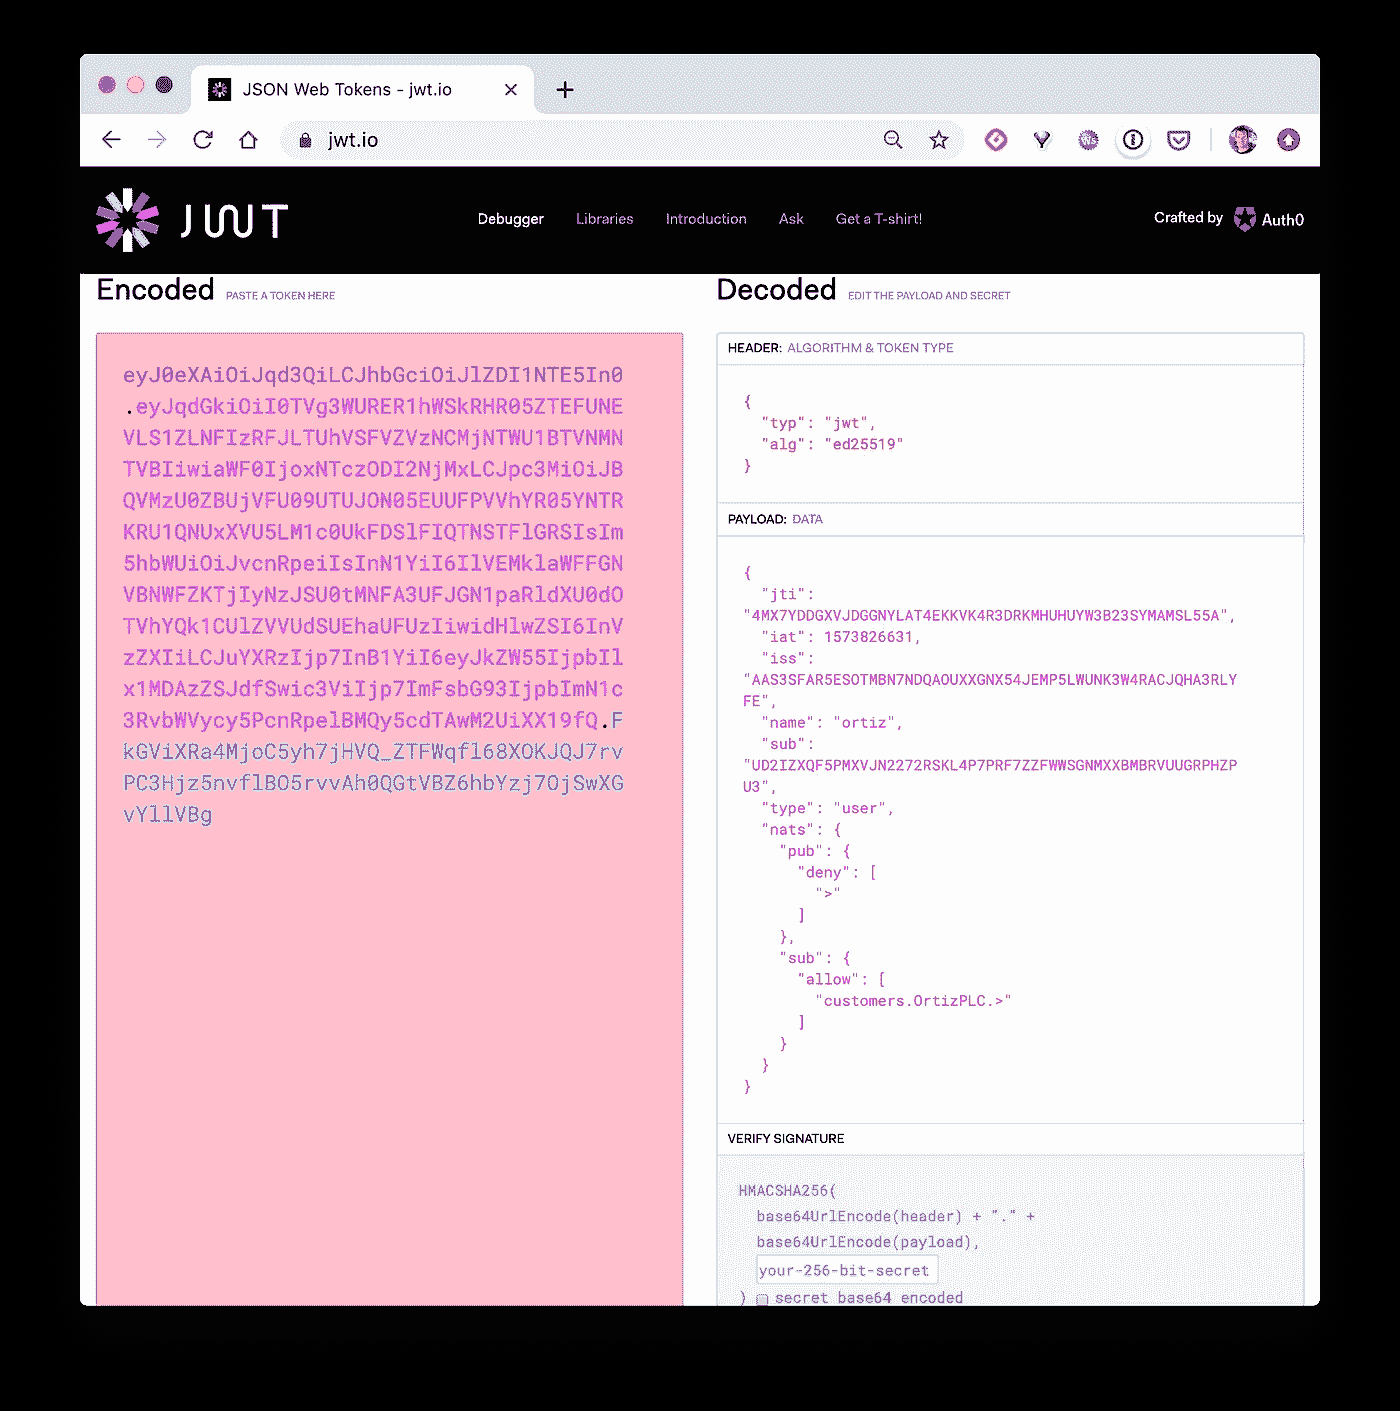 JSON Web Tokens - jwt.io
jwt.io
JWT
Debugger Libraries Introduction Ask Get a T-shirt!
Crafted by Auth0
Encoded PASTE A TOKEN HERE
eyJ0eXAiOiJqd3QiLCJhbGciOiJlZDI1NTE5In0
.eyJqdGkiOiI0TVg3WURER1hWSkRHR05ZTEFUNE
VLS1ZLNFIzRFJLTUhVSFVZVzNCMjNTWU1BTVNMN
TVBIiwiaWF0IjoxNTczODI2NjMxLCJpc3MiOiJB
QVMzU0ZBUjVFU09UTUJON05EUUFPVVhYR05YNTR
KRU1QNUxXVU5LM1c0UkFDSlFIQTNSTFlGRSIsIm
5hbWUiOiJvcnRpeiIsInN1YiI6IlVEMklaWFFGN
VBNWFZKTjIyNzJSU0tMNFA3UFJGN1paRldXU0dO
TVhYQk1CUlZVVUdSUEhaUFUzIiwidHlwZSI6InV
zZXIiLCJuYXRzIjp7InB1YiI6eyJkZW55IjpbIl
x1MDAzZSJdfSwic3ViIjp7ImFsbG93IjpbImN1c
3RvbWVycy5PcnRpelBMQy5cdTAwM2UiXX19fQ.F
kGViXRa4MjoC5yh7jHVQ_ZTFWqfl68XOKJQJ7rv
PC3Hjz5nvflBO5rvvAh0QGtVBZ6hbYzj7OjSwXG
vYllVBg
Decoded EDIT THE PAYLOAD AND SECRET
HEADER: ALGORITHM & TOKEN TYPE
{
"typ": "jwt",
"alg": "ed25519"
}
PAYLOAD: DATA
{
"jti":
"4MX7YDDGXVJDGGNYLAT4EKKVK4R3DRKMHUHUYW3B23SYMAMSL55A",
"iat": 1573826631,
"iss":
"AAS3SFAR5ESOTMBN7NDQAOUXXGNX54JEMP5LWUNK3W4RACJQHA3RLY
FE",
"name": "ortiz",
"sub":
"UD2IZXQF5PMXVJN2272RSKL4P7PRF7ZZFWWSGNMXXBMBRVUUGRPHZP
U3",
"type": "user",
"nats": {
"pub": {
"deny": [
">"
]
},
"sub": {
"allow": [
"customers.OrtizPLC.>"
]
}
}
}
VERIFY SIGNATURE
HMACSHA256(
base64UrlEncode(header) + "." +
base64UrlEncode(payload),
your-256-bit-secret
) secret base64 encoded